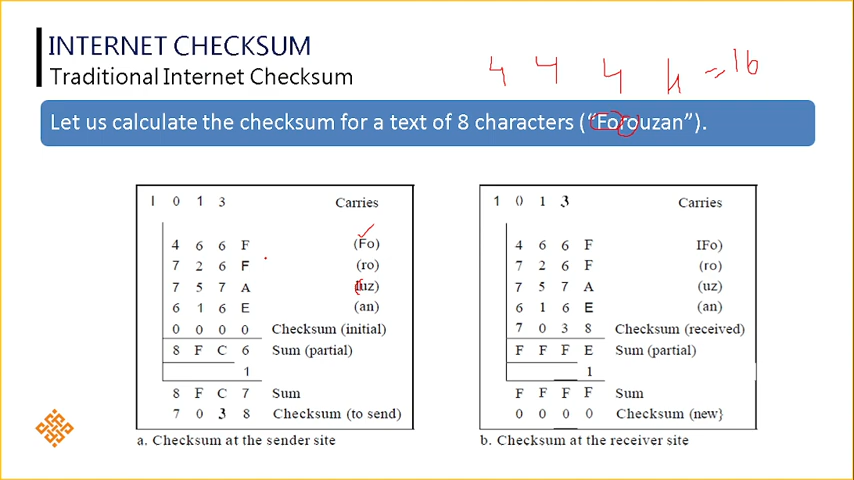 INTERNET CHECKSUM
Traditional Internet Checksum
4 4 4 4 = 16
Let us calculate the checksum for a text of 8 characters ("Forouzan").
1 0 1 3 Carries
4 6 6 F (Fo)
7 2 6 F (ro)
7 5 7 A (uz)
6 1 6 E (an)
0 0 0 0 Checksum (initial)
8 F C 6 Sum (partial)
1
8 F C 7 Sum
7 0 3 8 Checksum (to send)
a. Checksum at the sender site
1 0 1 3 Carries
4 6 6 F IFo)
7 2 6 F (ro)
7 5 7 A (uz)
6 1 6 E (an)
7 0 3 8 Checksum (received)
F F F E Sum (partial)
1
F F F F Sum
0 0 0 0 Checksum (new}
b. Checksum at the receiver site